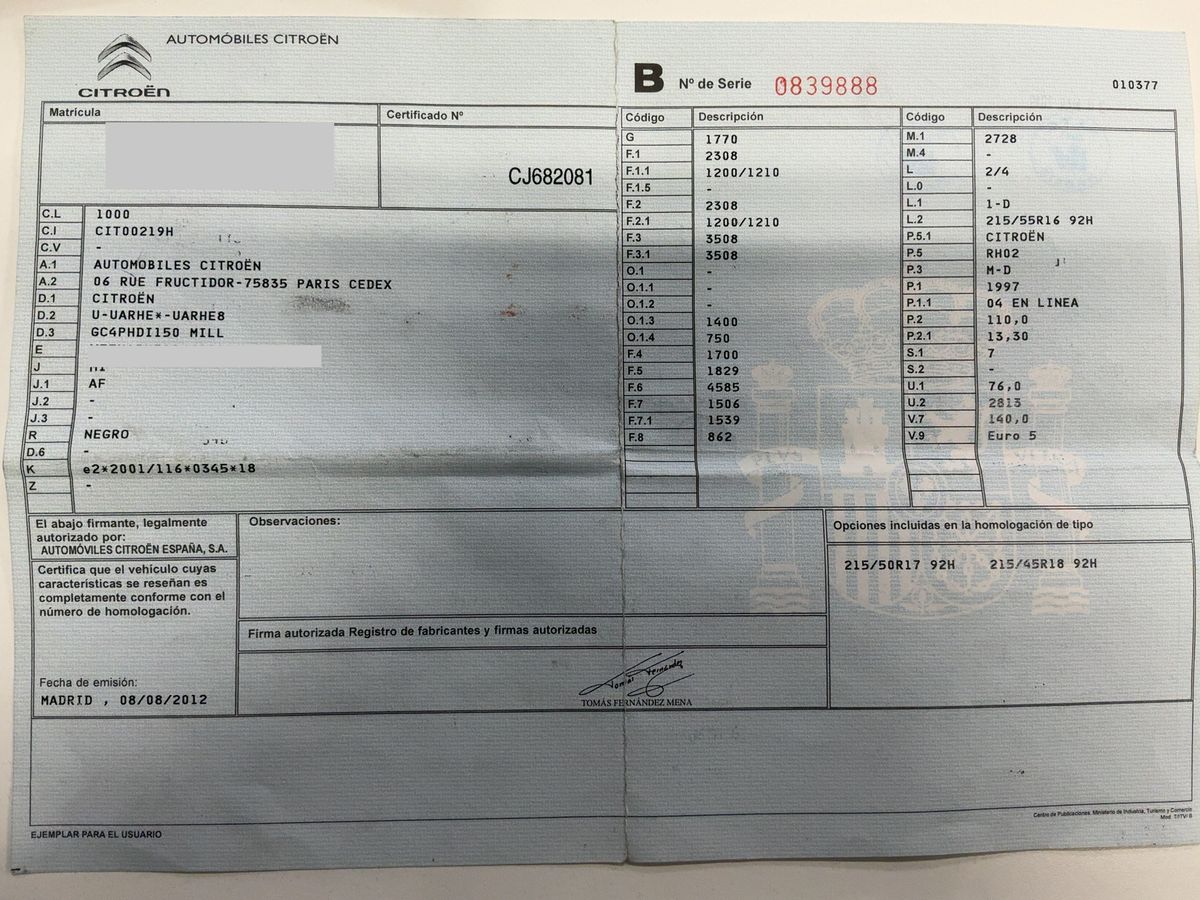 AUTOMÓBILES CITROËN
CITROËN
B Nº de Serie 0839888 010377
Matrícula
Certificado Nº
CJ682081
C.L 1000
C.I CIT00219H
C.V -
A.1 AUTOMOBILES CITROËN
A.2 06 RUE FRUCTIDOR-75835 PARIS CEDEX
D.1 CITROËN
D.2 U-UARHE*-UARHE8
D.3 GC4PHDI150 MILL
E
J
J.1 AF
J.2 -
J.3 -
R NEGRO
D.6 -
K e2*2001/116*0345*18
Z -
Código Descripción
G 1770
F.1 2308
F.1.1 1200/1210
F.1.5 -
F.2 2308
F.2.1 1200/1210
F.3 3508
F.3.1 3508
O.1 -
O.1.1 -
O.1.2 -
O.1.3 1400
O.1.4 750
F.4 1700
F.5 1829
F.6 4585
F.7 1506
F.7.1 1539
F.8 862
Código Descripción
M.1 2728
M.4 -
L 2/4
L.0 -
L.1 1-D
L.2 215/55R16 92H
P.5.1 CITROËN
P.5 RH02
P.3 M-D
P.1 1997
P.1.1 04 EN LINEA
P.2 110,0
P.2.1 13,30
S.1 7
S.2 -
U.1 76,0
U.2 2813
V.7 140,0
V.9 Euro 5
El abajo firmante, legalmente
autorizado por:
AUTOMÓVILES CITROËN ESPAÑA, S.A.
Certifica que el vehículo cuyas
características se reseñan es
completamente conforme con el
número de homologación.
Fecha de emisión:
MADRID , 08/08/2012
Observaciones:
Firma autorizada Registro de fabricantes y firmas autorizadas
TOMÁS FERNÁNDEZ MENA
Opciones incluidas en la homologación de tipo
215/50R17 92H 215/45R18 92H
EJEMPLAR PARA EL USUARIO
Centro de Publicaciones. Ministerio de Industria, Turismo y Comercio